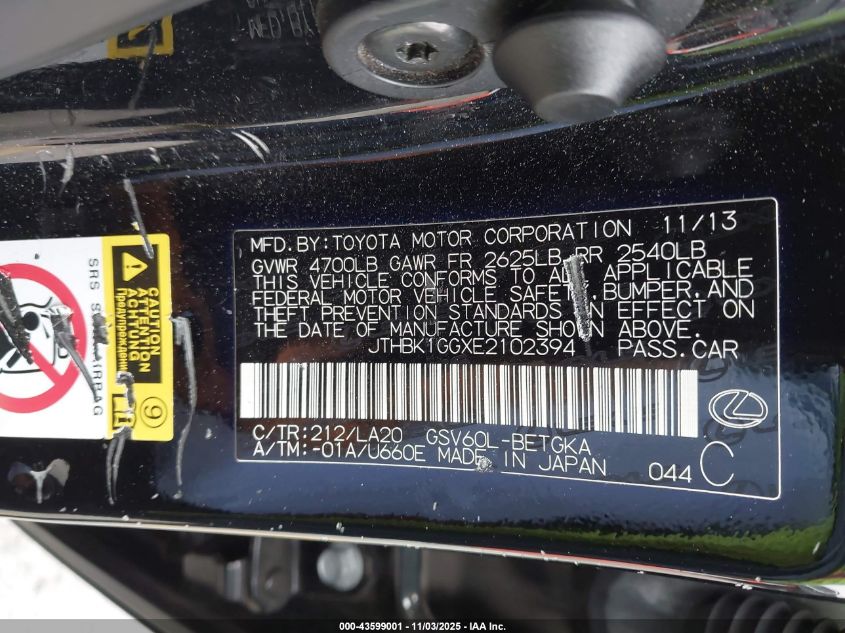 MFD. BY: TOYOTA MOTOR CORPORATION 11/13
GVWR 4700LB GAWR FR 2625LB RR 2540LB
THIS VEHICLE CONFORMS TO ALL APPLICABLE
FEDERAL MOTOR VEHICLE SAFETY, BUMPER, AND
THEFT PREVENTION STANDARDS IN EFFECT ON
THE DATE OF MANUFACTURE SHOWN ABOVE.
JTHBK1GGXE2102394 PASS.CAR
C/TR:212/LA20 GSV60L-BETGKA
A/TM:-01A/U660E MADE IN JAPAN 044 C
SRS AIRBAG
CAUTION
ATTENTION
ACHTUNG
Предупреждение
9
000-43599001 - 11/03/2025 - IAA Inc.